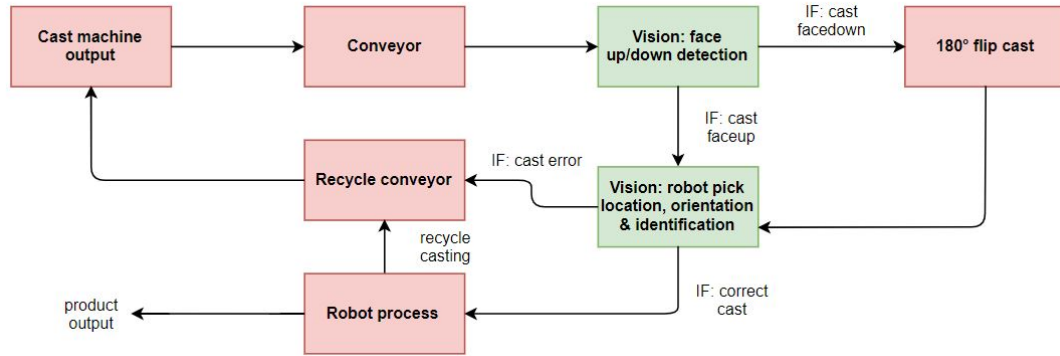 Cast machine
output
Conveyor
Vision: face
up/down detection
IF: cast
facedown
180° flip cast
IF: cast
faceup
IF: cast error
Recycle conveyor
Vision: robot pick
location, orientation
& identification
recycle
casting
IF: correct
cast
product
output
Robot process